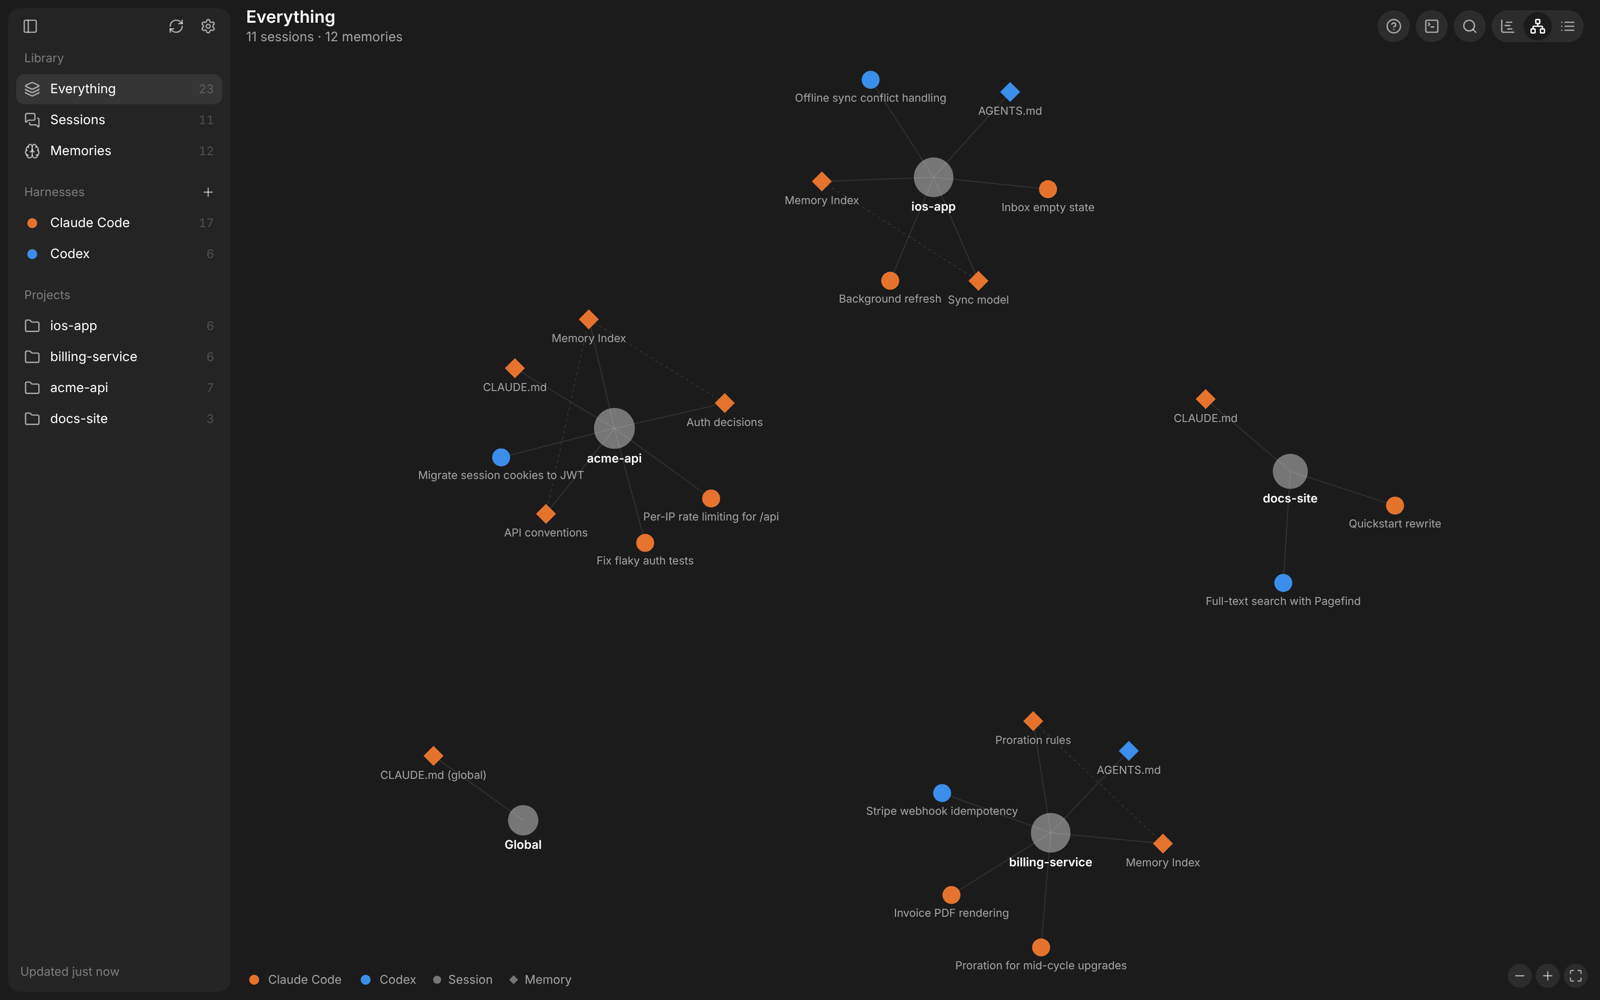 Library
Everything 23
Sessions 11
Memories 12
Harnesses
Claude Code 17
Codex 6
Projects
ios-app 6
billing-service 6
acme-api 7
docs-site 3
Updated just now
Everything
11 sessions · 12 memories
Offline sync conflict handling
AGENTS.md
Memory Index
ios-app
Inbox empty state
Background refresh
Sync model
Memory Index
CLAUDE.md
Auth decisions
acme-api
Migrate session cookies to JWT
Per-IP rate limiting for /api
API conventions
Fix flaky auth tests
CLAUDE.md
docs-site
Quickstart rewrite
Full-text search with Pagefind
CLAUDE.md (global)
Global
Proration rules
AGENTS.md
Stripe webhook idempotency
billing-service
Memory Index
Invoice PDF rendering
Proration for mid-cycle upgrades
Claude Code Codex Session Memory